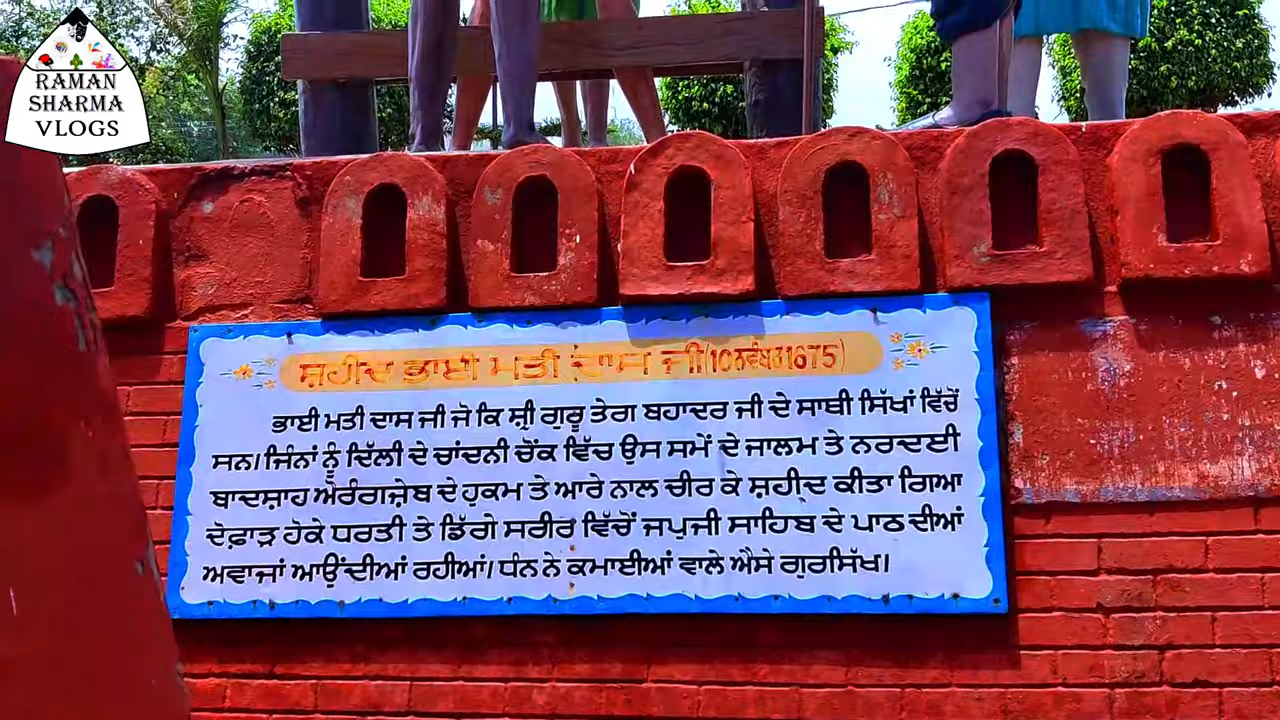 RAMAN
SHARMA
VLOGS
ਸ਼ਹੀਦ ਭਾਈ ਮਤੀ ਦਾਸ ਜੀ (10 ਨਵੰਬਰ 1675)
ਭਾਈ ਮਤੀ ਦਾਸ ਜੀ ਜੋ ਕਿ ਸ਼੍ਰੀ ਗੁਰੂ ਤੇਗ ਬਹਾਦਰ ਜੀ ਦੇ ਸਾਥੀ ਸਿੱਖਾਂ ਵਿੱਚੋਂ
ਸਨ। ਜਿੰਨਾਂ ਨੂੰ ਦਿੱਲੀ ਦੇ ਚਾਂਦਨੀ ਚੋਂਕ ਵਿੱਚ ਉਸ ਸਮੇਂ ਦੇ ਜਾਲਮ ਤੇ ਨਰਦਈ
ਬਾਦਸ਼ਾਹ ਔਰੰਗਜ਼ੇਬ ਦੇ ਹੁਕਮ ਤੇ ਆਰੇ ਨਾਲ ਚੀਰ ਕੇ ਸ਼ਹੀਦ ਕੀਤਾ ਗਿਆ
ਦੋਫ਼ਾੜ ਹੋਕੇ ਧਰਤੀ ਤੇ ਡਿੱਗੇ ਸਰੀਰ ਵਿੱਚੋਂ ਜਪੁਜੀ ਸਾਹਿਬ ਦੇ ਪਾਠ ਦੀਆਂ
ਅਵਾਜਾਂ ਆਉਂਦੀਆਂ ਰਹੀਆਂ। ਧੰਨ ਨੇ ਕਮਾਈਆਂ ਵਾਲੇ ਐਸੇ ਗੁਰਸਿੱਖ।